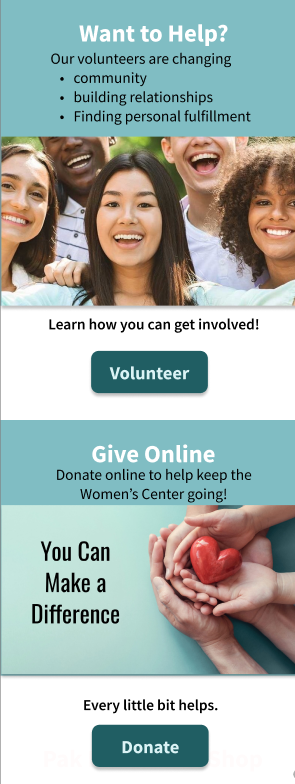 Want to Help?
Our volunteers are changing
• community
• building relationships
• Finding personal fulfillment
Learn how you can get involved!
Volunteer
Give Online
Donate online to help keep the
Women's Center going!
You Can
Make a
Difference
Every little bit helps.
Donate